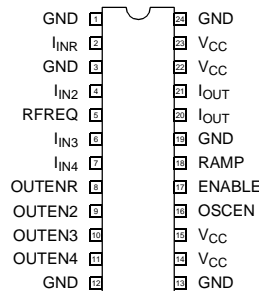 GND 1 24 GND
IINR 2 23 VCC
GND 3 22 VCC
IIN2 4 21 IOUT
RFREQ 5 20 IOUT
IIN3 6 19 GND
IIN4 7 18 RAMP
OUTENR 8 17 ENABLE
OUTEN2 9 16 OSCEN
OUTEN3 10 15 VCC
OUTEN4 11 14 VCC
GND 12 13 GND